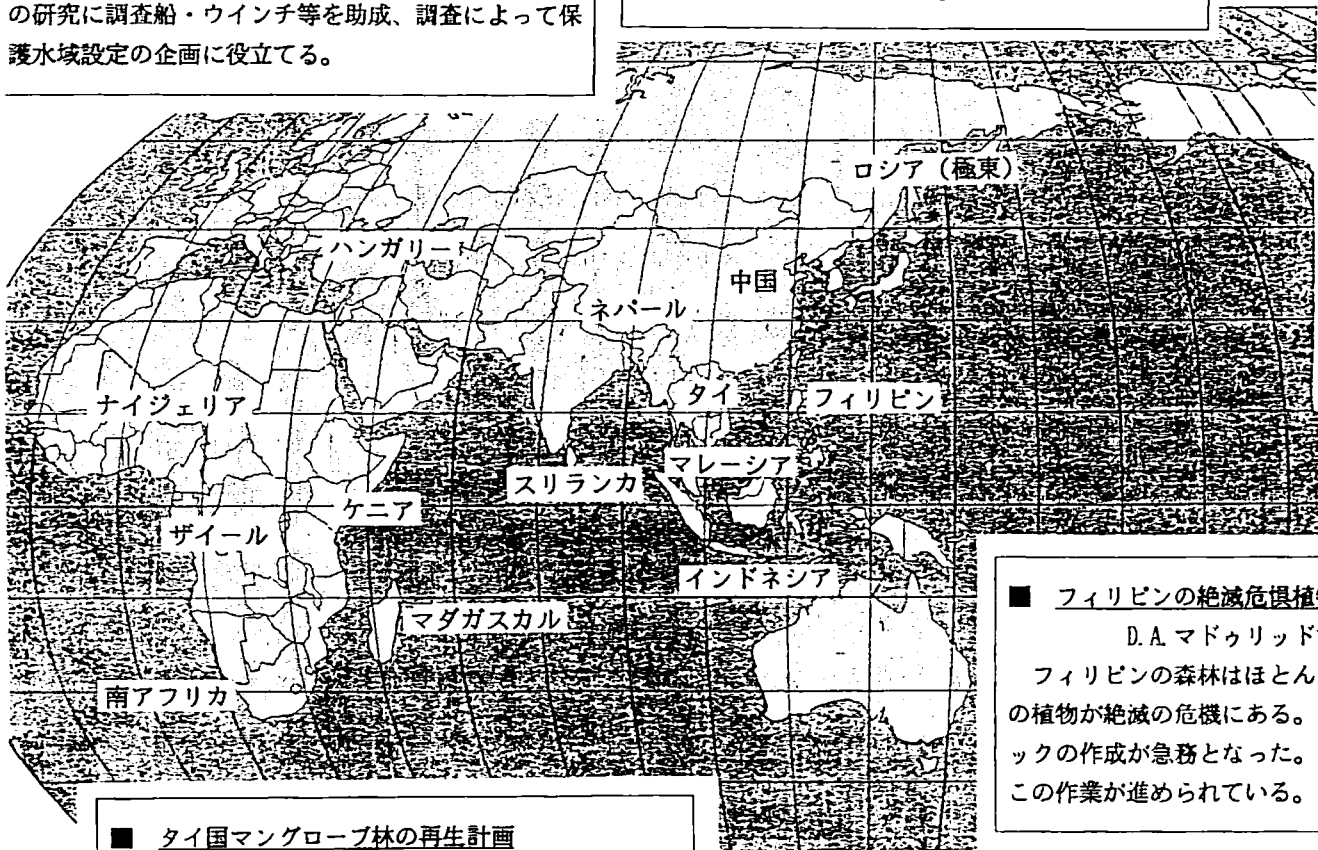 の研究に調査船・ウインチ等を助成、調査によって保
護水域設定の企画に役立てる。
ロシア(極東)
ハンガリー
中国
ネパール
ナイジェリア
タイ
フィリピン
マレーシア
スリランカ
ケニア
ザイール
インドネシア
マダガスカル
南アフリカ
■ フィリピンの絶滅危惧植
D.A.マドゥリッド
フィリピンの森林はほとん
の植物が絶滅の危機にある。
ックの作成が急務となった。
この作業が進められている。
■ タイ国マングローブ林の再生計画